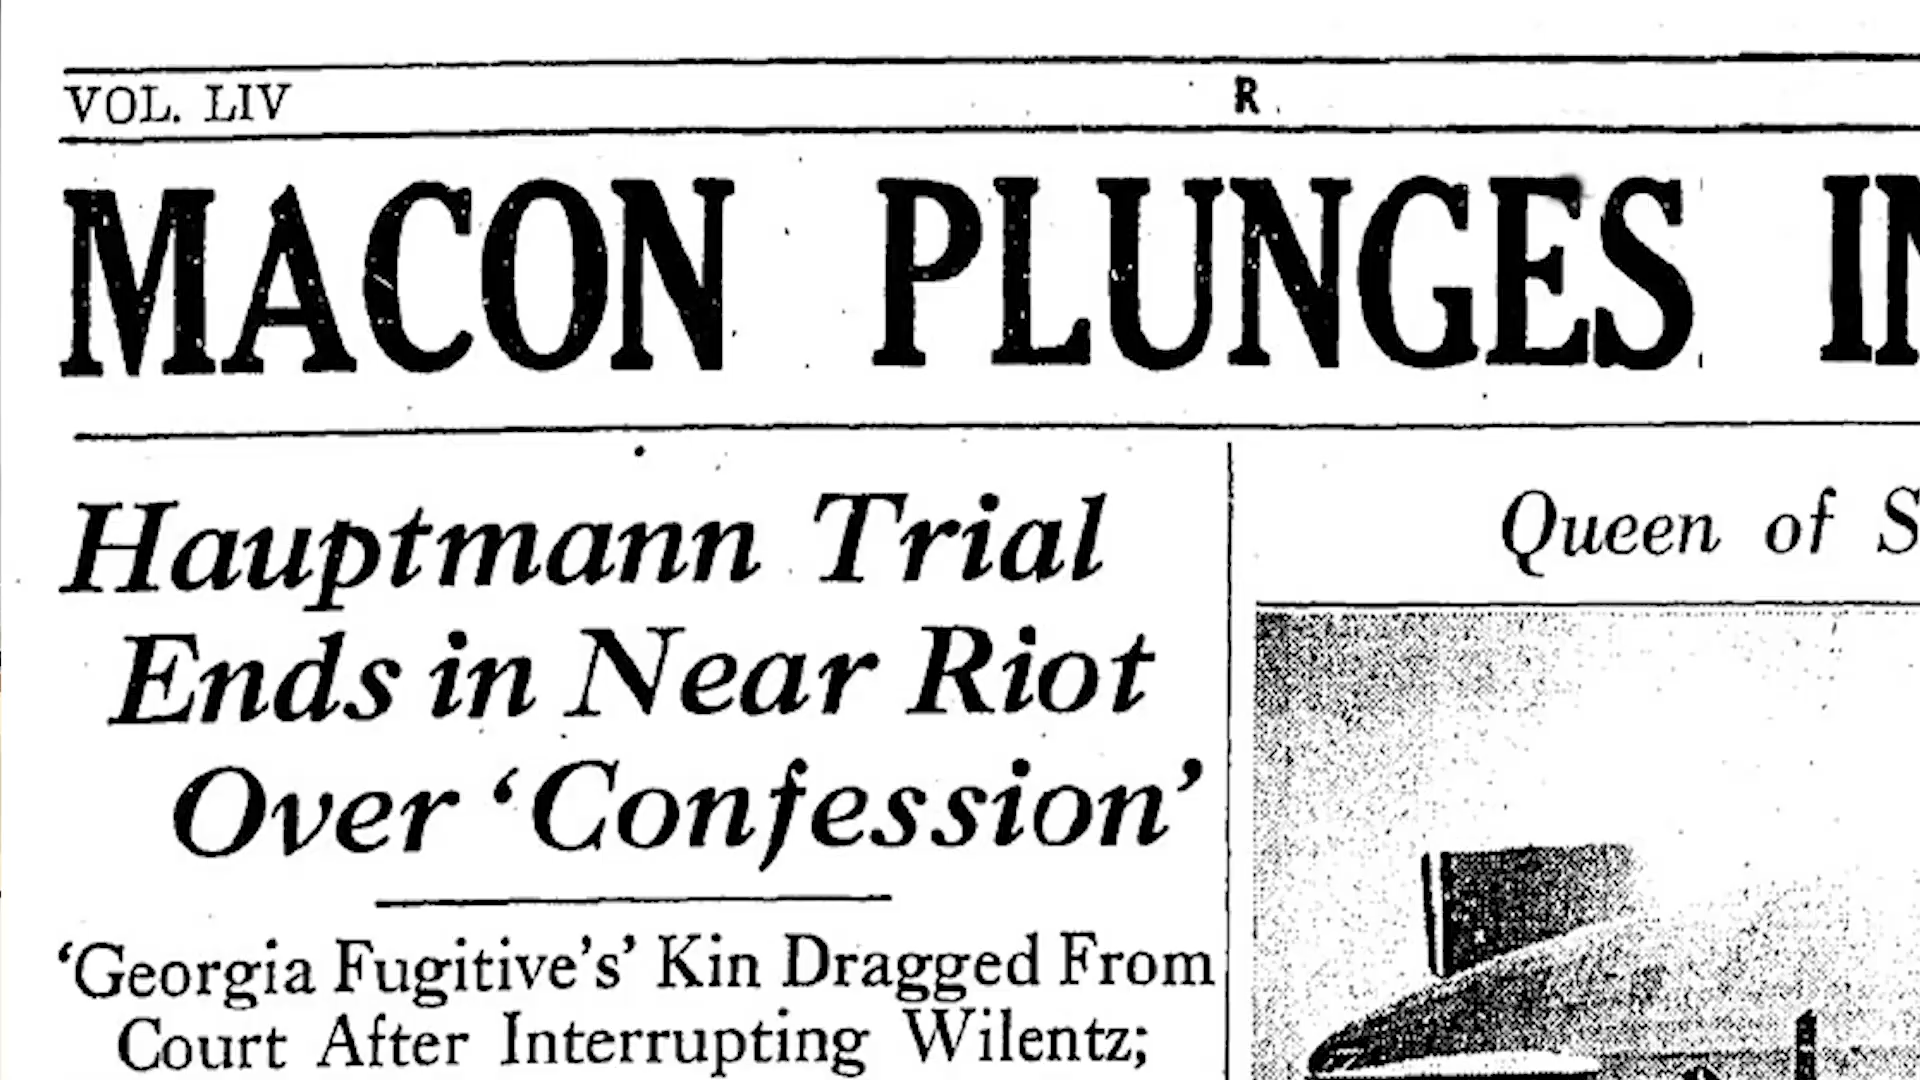 VOL. LIV
R
MACON PLUNGES
Hauptmann Trial
Ends in Near Riot
Over ‘Confession’
‘Georgia Fugitive’s’ Kin Dragged From
Court After Interrupting Wilentz;
Queen of S